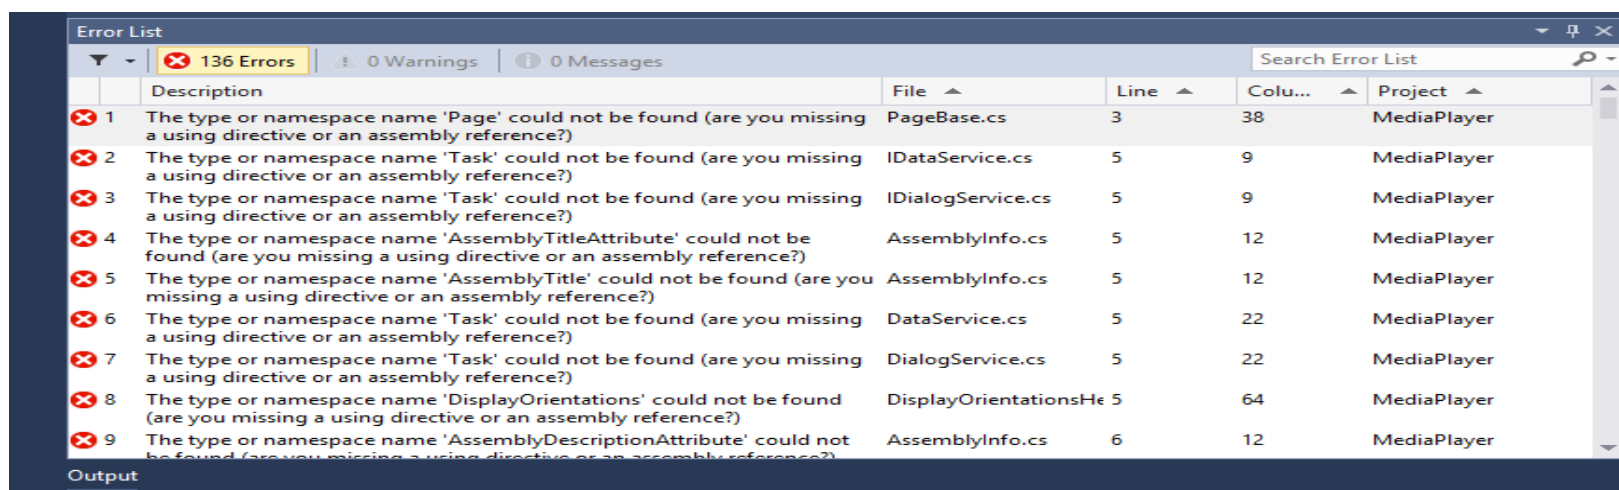 Error List
136 Errors 0 Warnings 0 Messages Search Error List
Description File Line Colu... Project
1 The type or namespace name 'Page' could not be found (are you missing PageBase.cs 3 38 MediaPlayer
a using directive or an assembly reference?)
2 The type or namespace name 'Task' could not be found (are you missing IDataService.cs 5 9 MediaPlayer
a using directive or an assembly reference?)
3 The type or namespace name 'Task' could not be found (are you missing IDialogService.cs 5 9 MediaPlayer
a using directive or an assembly reference?)
4 The type or namespace name 'AssemblyTitleAttribute' could not be AssemblyInfo.cs 5 12 MediaPlayer
found (are you missing a using directive or an assembly reference?)
5 The type or namespace name 'AssemblyTitle' could not be found (are you AssemblyInfo.cs 5 12 MediaPlayer
missing a using directive or an assembly reference?)
6 The type or namespace name 'Task' could not be found (are you missing DataService.cs 5 22 MediaPlayer
a using directive or an assembly reference?)
7 The type or namespace name 'Task' could not be found (are you missing DialogService.cs 5 22 MediaPlayer
a using directive or an assembly reference?)
8 The type or namespace name 'DisplayOrientations' could not be found DisplayOrientationsHe 5 64 MediaPlayer
(are you missing a using directive or an assembly reference?)
9 The type or namespace name 'AssemblyDescriptionAttribute' could not AssemblyInfo.cs 6 12 MediaPlayer
be found (are you missing a using directive or an assembly reference?)
Output